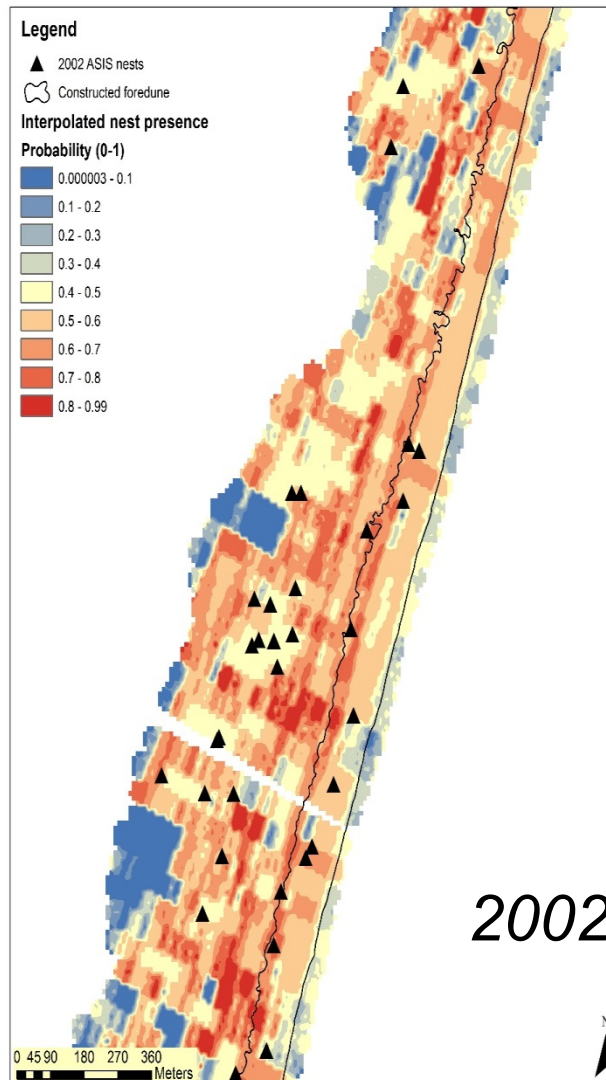 Legend
2002 ASIS nests
Constructed foredune
Interpolated nest presence
Probability (0-1)
0.000003 - 0.1
0.1 - 0.2
0.2 - 0.3
0.3 - 0.4
0.4 - 0.5
0.5 - 0.6
0.6 - 0.7
0.7 - 0.8
0.8 - 0.99
2002
N
0 45 90 180 270 360
Meters